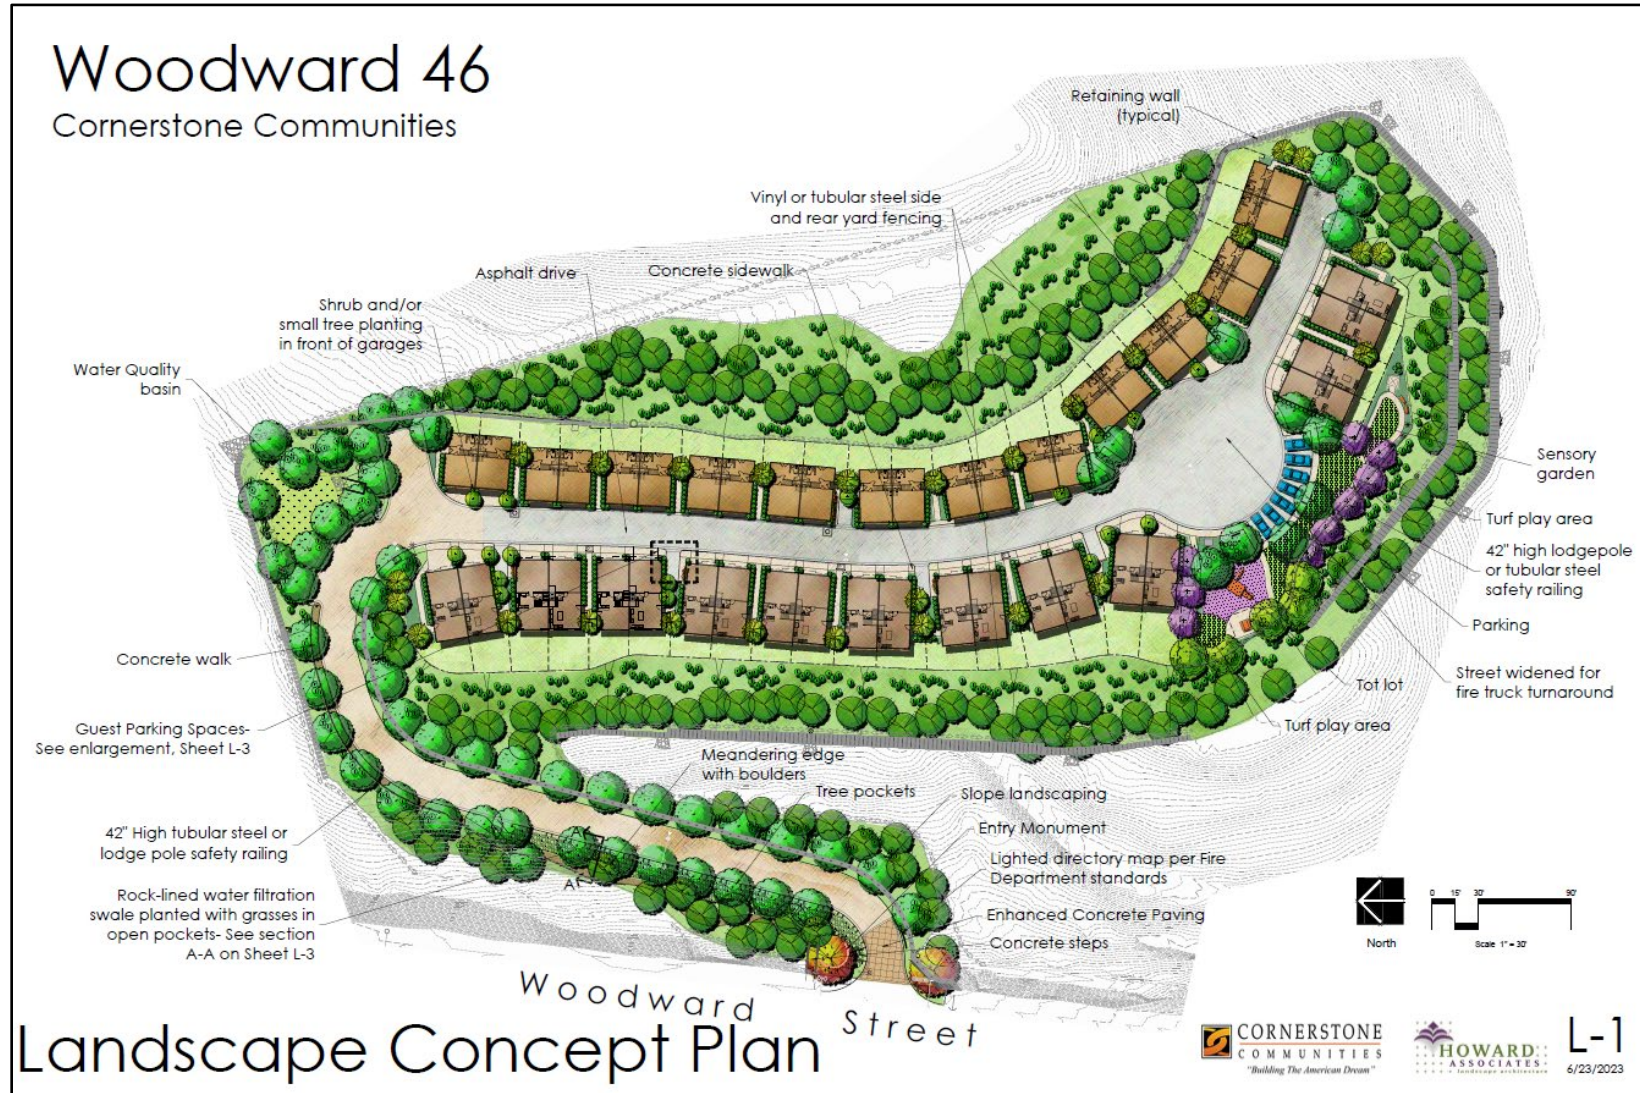 Woodward 46
Cornerstone Communities
Retaining wall
(typical)
Vinyl or tubular steel side
and rear yard fencing
Asphalt drive
Concrete sidewalk
Shrub and/or
small tree planting
in front of garages
Water Quality
basin
Sensory
garden
Turf play area
42" high lodgepole
or tubular steel
safety railing
Parking
Street widened for
fire truck turnaround
Tot lot
Turf play area
Concrete walk
Guest Parking Spaces-
See enlargement, Sheet L-3
42" High tubular steel or
lodge pole safety railing
Rock-lined water filtration
swale planted with grasses in
open pockets- See section
A-A on Sheet L-3
Meandering edge
with boulders
Tree pockets
Slope landscaping
Entry Monument
Lighted directory map per Fire
Department standards
Enhanced Concrete Paving
Concrete steps
A
A
North
0 15' 30' 90'
Scale 1" = 30'
Woodward Street
Landscape Concept Plan
CORNERSTONE
COMMUNITIES
"Building The American Dream"
HOWARD
ASSOCIATES
landscape architecture
L-1
6/23/2023